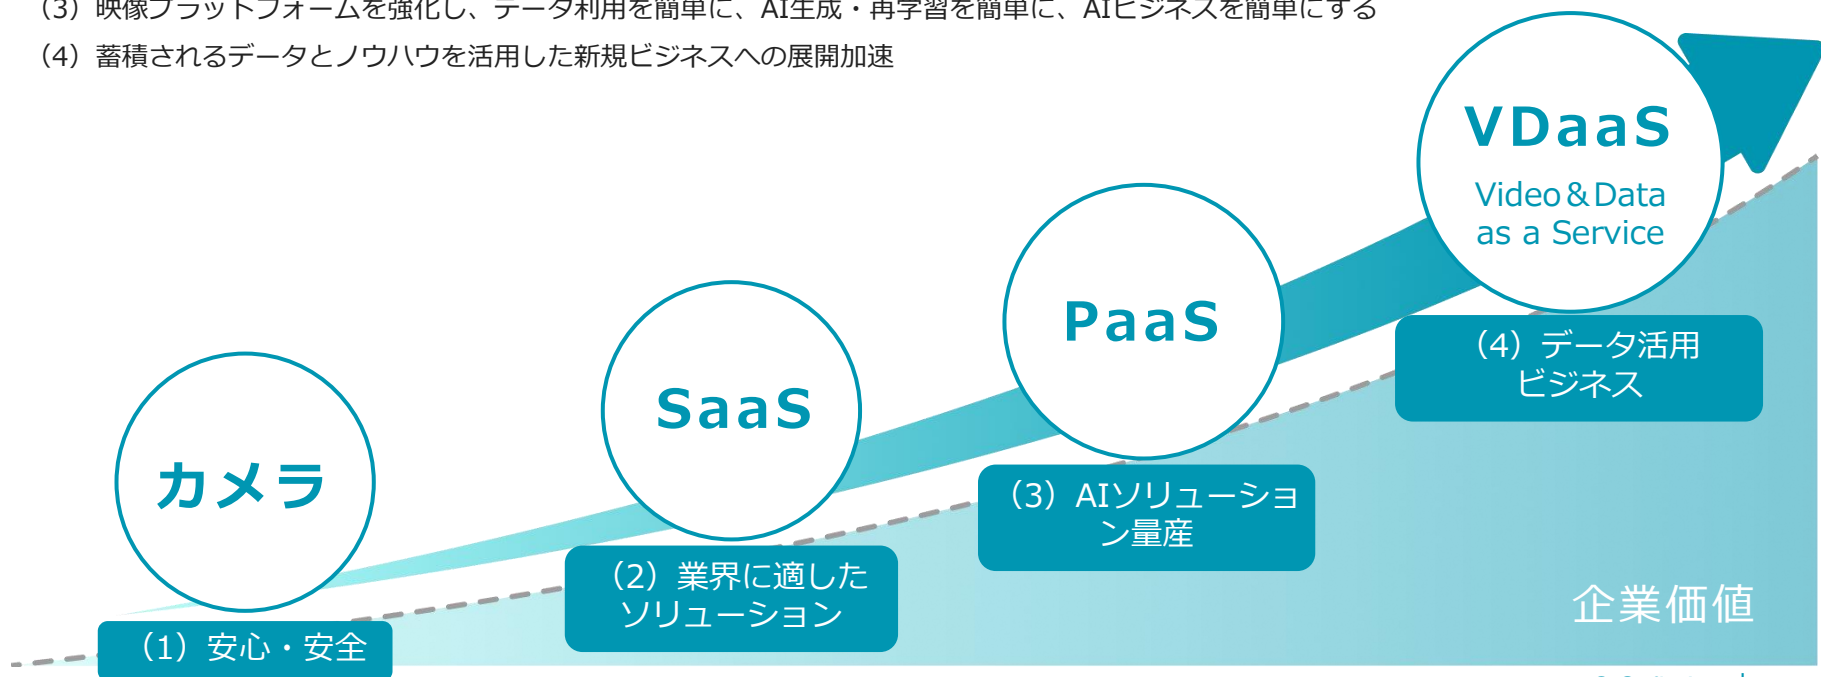 （3）映像プラットフォームを強化し、データ利用を簡単に、AI生成・再学習を簡単に、AIビジネスを簡単にする
（4）蓄積されるデータとノウハウを活用した新規ビジネスへの展開加速
VDaaS
Video＆Data
as a Service
（4）データ活用
ビジネス
PaaS
（3）AIソリューショ
ン量産
SaaS
（2）業界に適した
ソリューション
カメラ
（1）安心・安全
企業価値